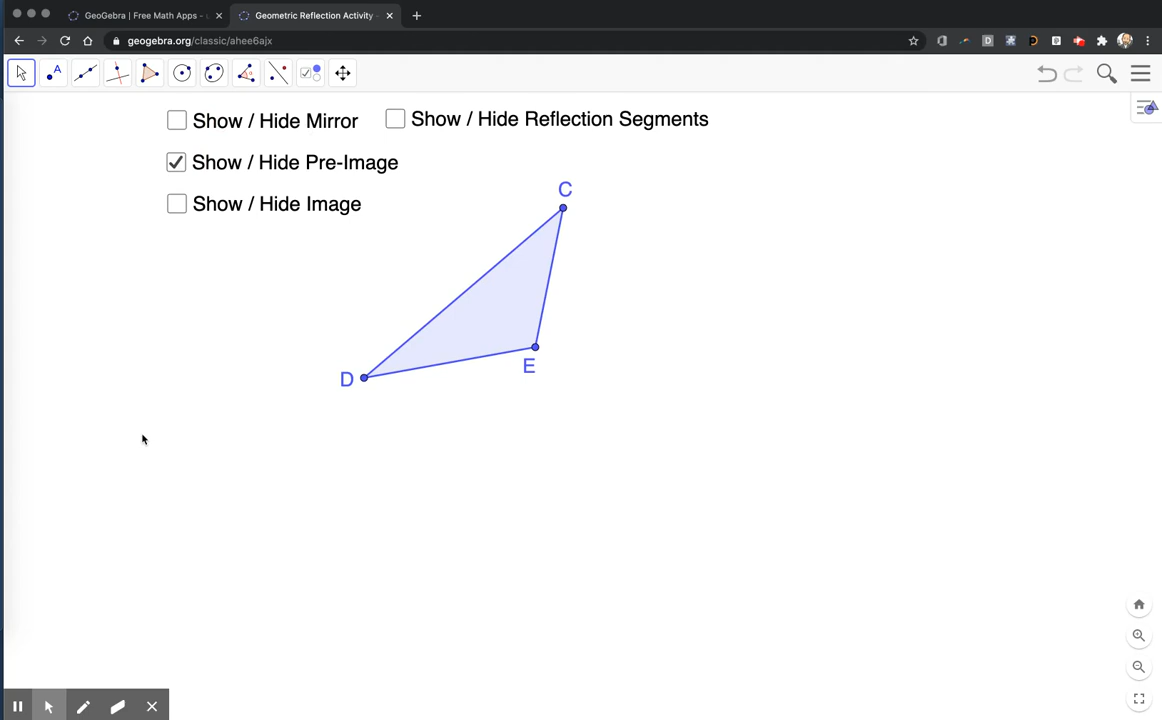 GeoGebra | Free Math Apps -
Geometric Reflection Activity
geogebra.org/classic/ahee6ajx
A
Show / Hide Mirror
Show / Hide Reflection Segments
Show / Hide Pre-Image
Show / Hide Image
C
D
E